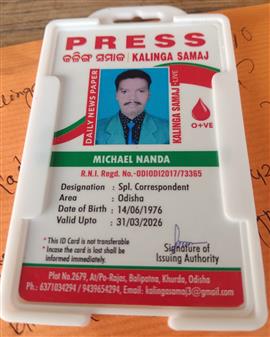 PRESS
କଳିଙ୍ଗ ସମାଜ | KALINGA SAMAJ
DAILY NEWS PAPER
KALINGA SAMAJ LIVE
O+VE
MICHAEL NANDA
R.N.I. Regd. No.-ODIODI2017/73365
Designation : Spl. Correspondent
Area : Odisha
Date of Birth : 14/06/1976
Valid Upto : 31/03/2026
* This ID Card is not transferable
* Incase the card is lost shall be
informed immediately.
Signature of
Issuing Authority
Plot No.2679, At/Po-Rajas, Balipatna, Khurda, Odisha
Ph: 6371034294 / 9439654294, Email: kalingasamaj3@gmail.com